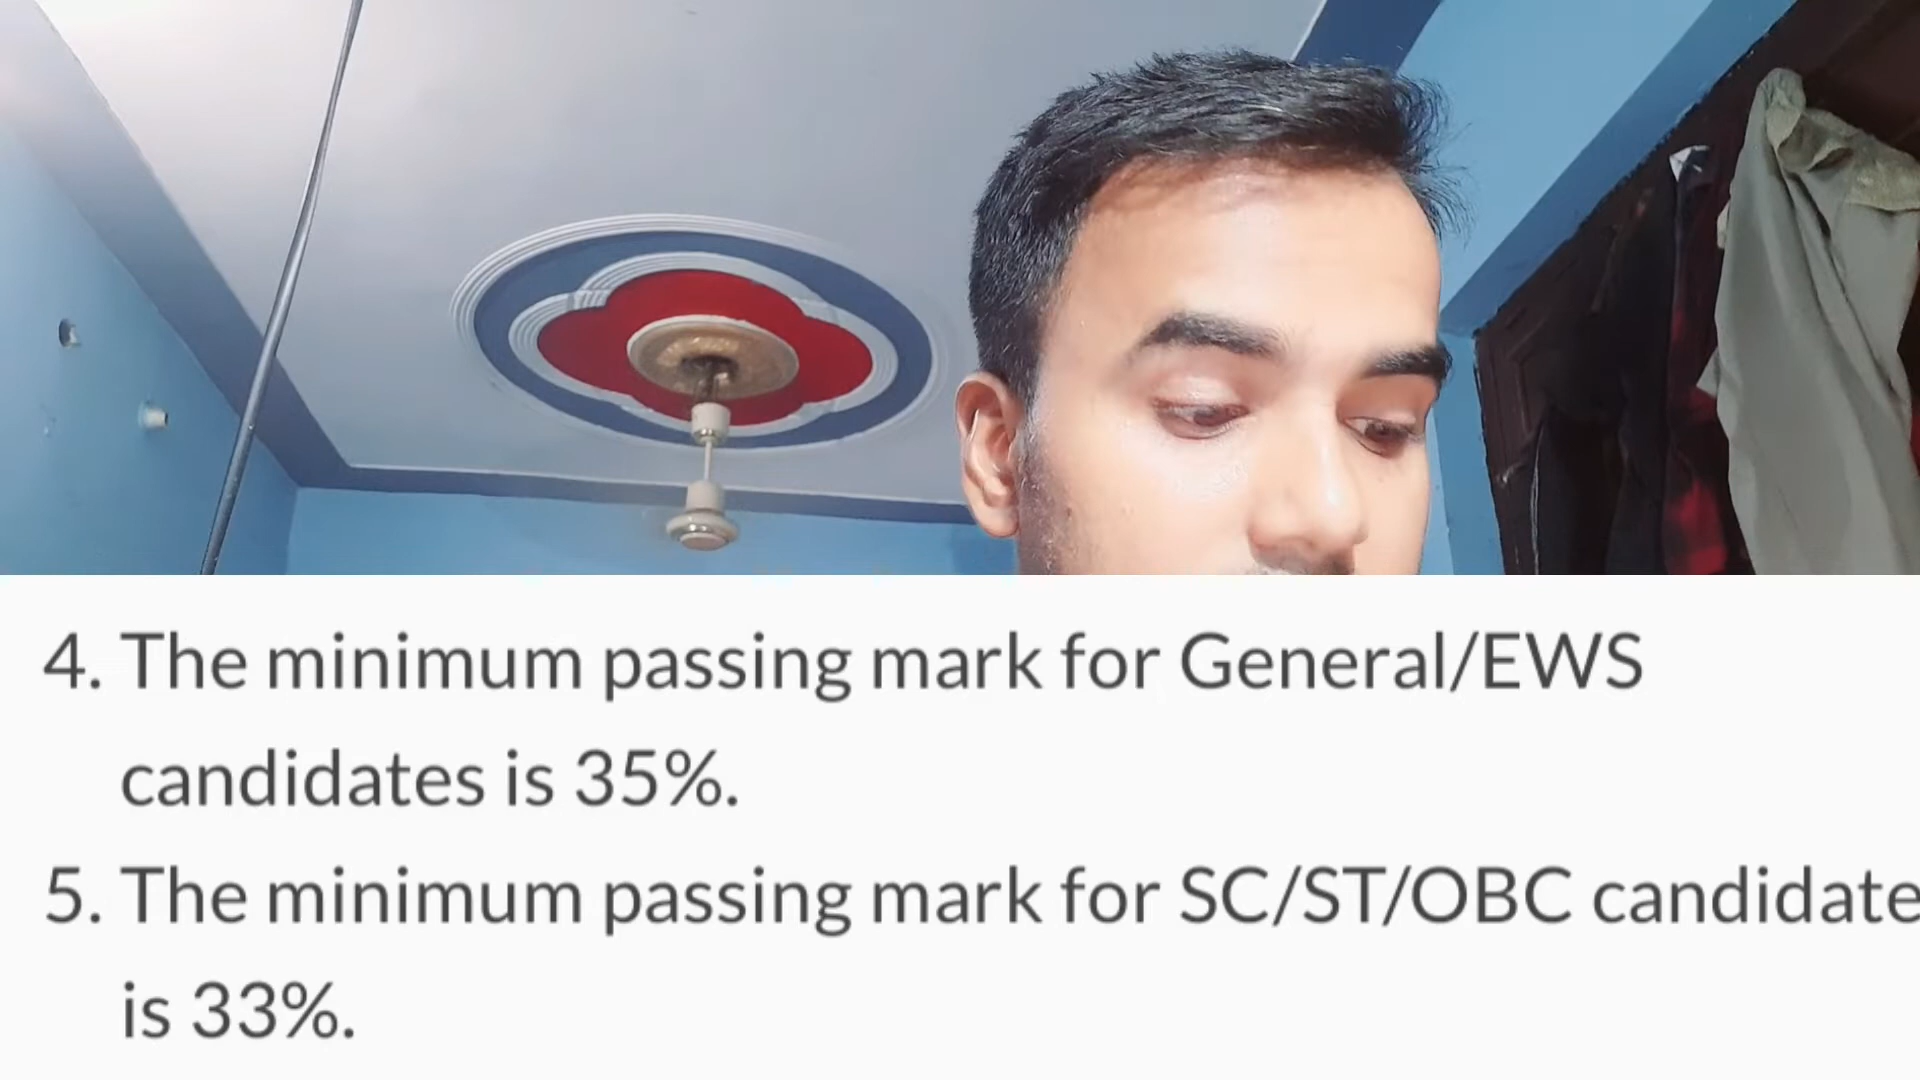 4. The minimum passing mark for General/EWS
candidates is 35%.
5. The minimum passing mark for SC/ST/OBC candidate
is 33%.